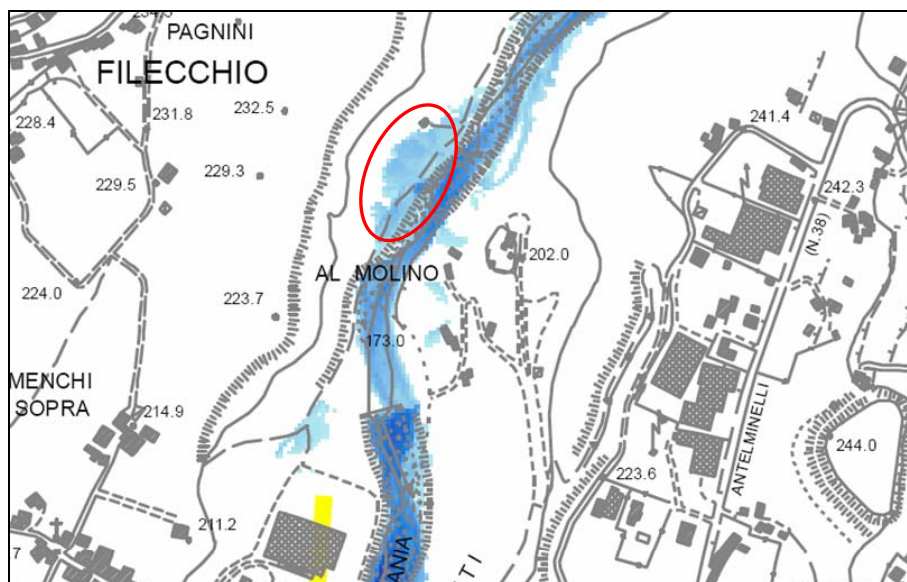 PAGNINI
FILECCHIO
228.4
231.8
232.5
229.3
229.5
241.4
242.3
(N.38)
202.0
AL MOLINO
224.0
223.7
173.0
MENCHI
SOPRA
214.9
ANTELMINELLI
244.0
223.6
211.2
7
ANIA
T I